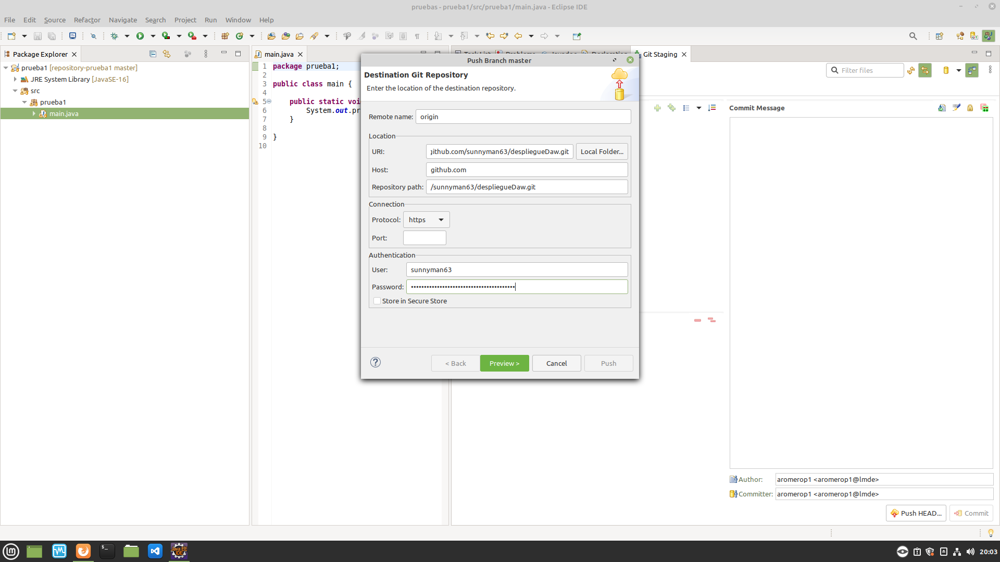 pruebas - prueba1/src/prueba1/main.java - Eclipse IDE
File Edit Source Refactor Navigate Search Project Run Window Help
Package Explorer
prueba1 [repository-prueba1 master]
JRE System Library [JavaSE-16]
src
prueba1
main.java
main.java
1 package prueba1;
2
3 public class main {
4
5 public static voi
6 System.out.pr
7 }
8
9 }
10
Git Staging
Filter files
Commit Message
Author: aromerop1 <aromerop1@lmde>
Committer: aromerop1 <aromerop1@lmde>
Push HEAD...
Commit
Push Branch master
Destination Git Repository
Enter the location of the destination repository.
Remote name: origin
Location
URI: github.com/sunnyman63/despliegueDaw.git Local Folder...
Host: github.com
Repository path: /sunnyman63/despliegueDaw.git
Connection
Protocol: https
Port:
Authentication
User: sunnyman63
Password: ••••••••••••••••••••••••••••••••••••••••
Store in Secure Store
< Back Preview > Cancel Push
Java EE
IDE
20:03